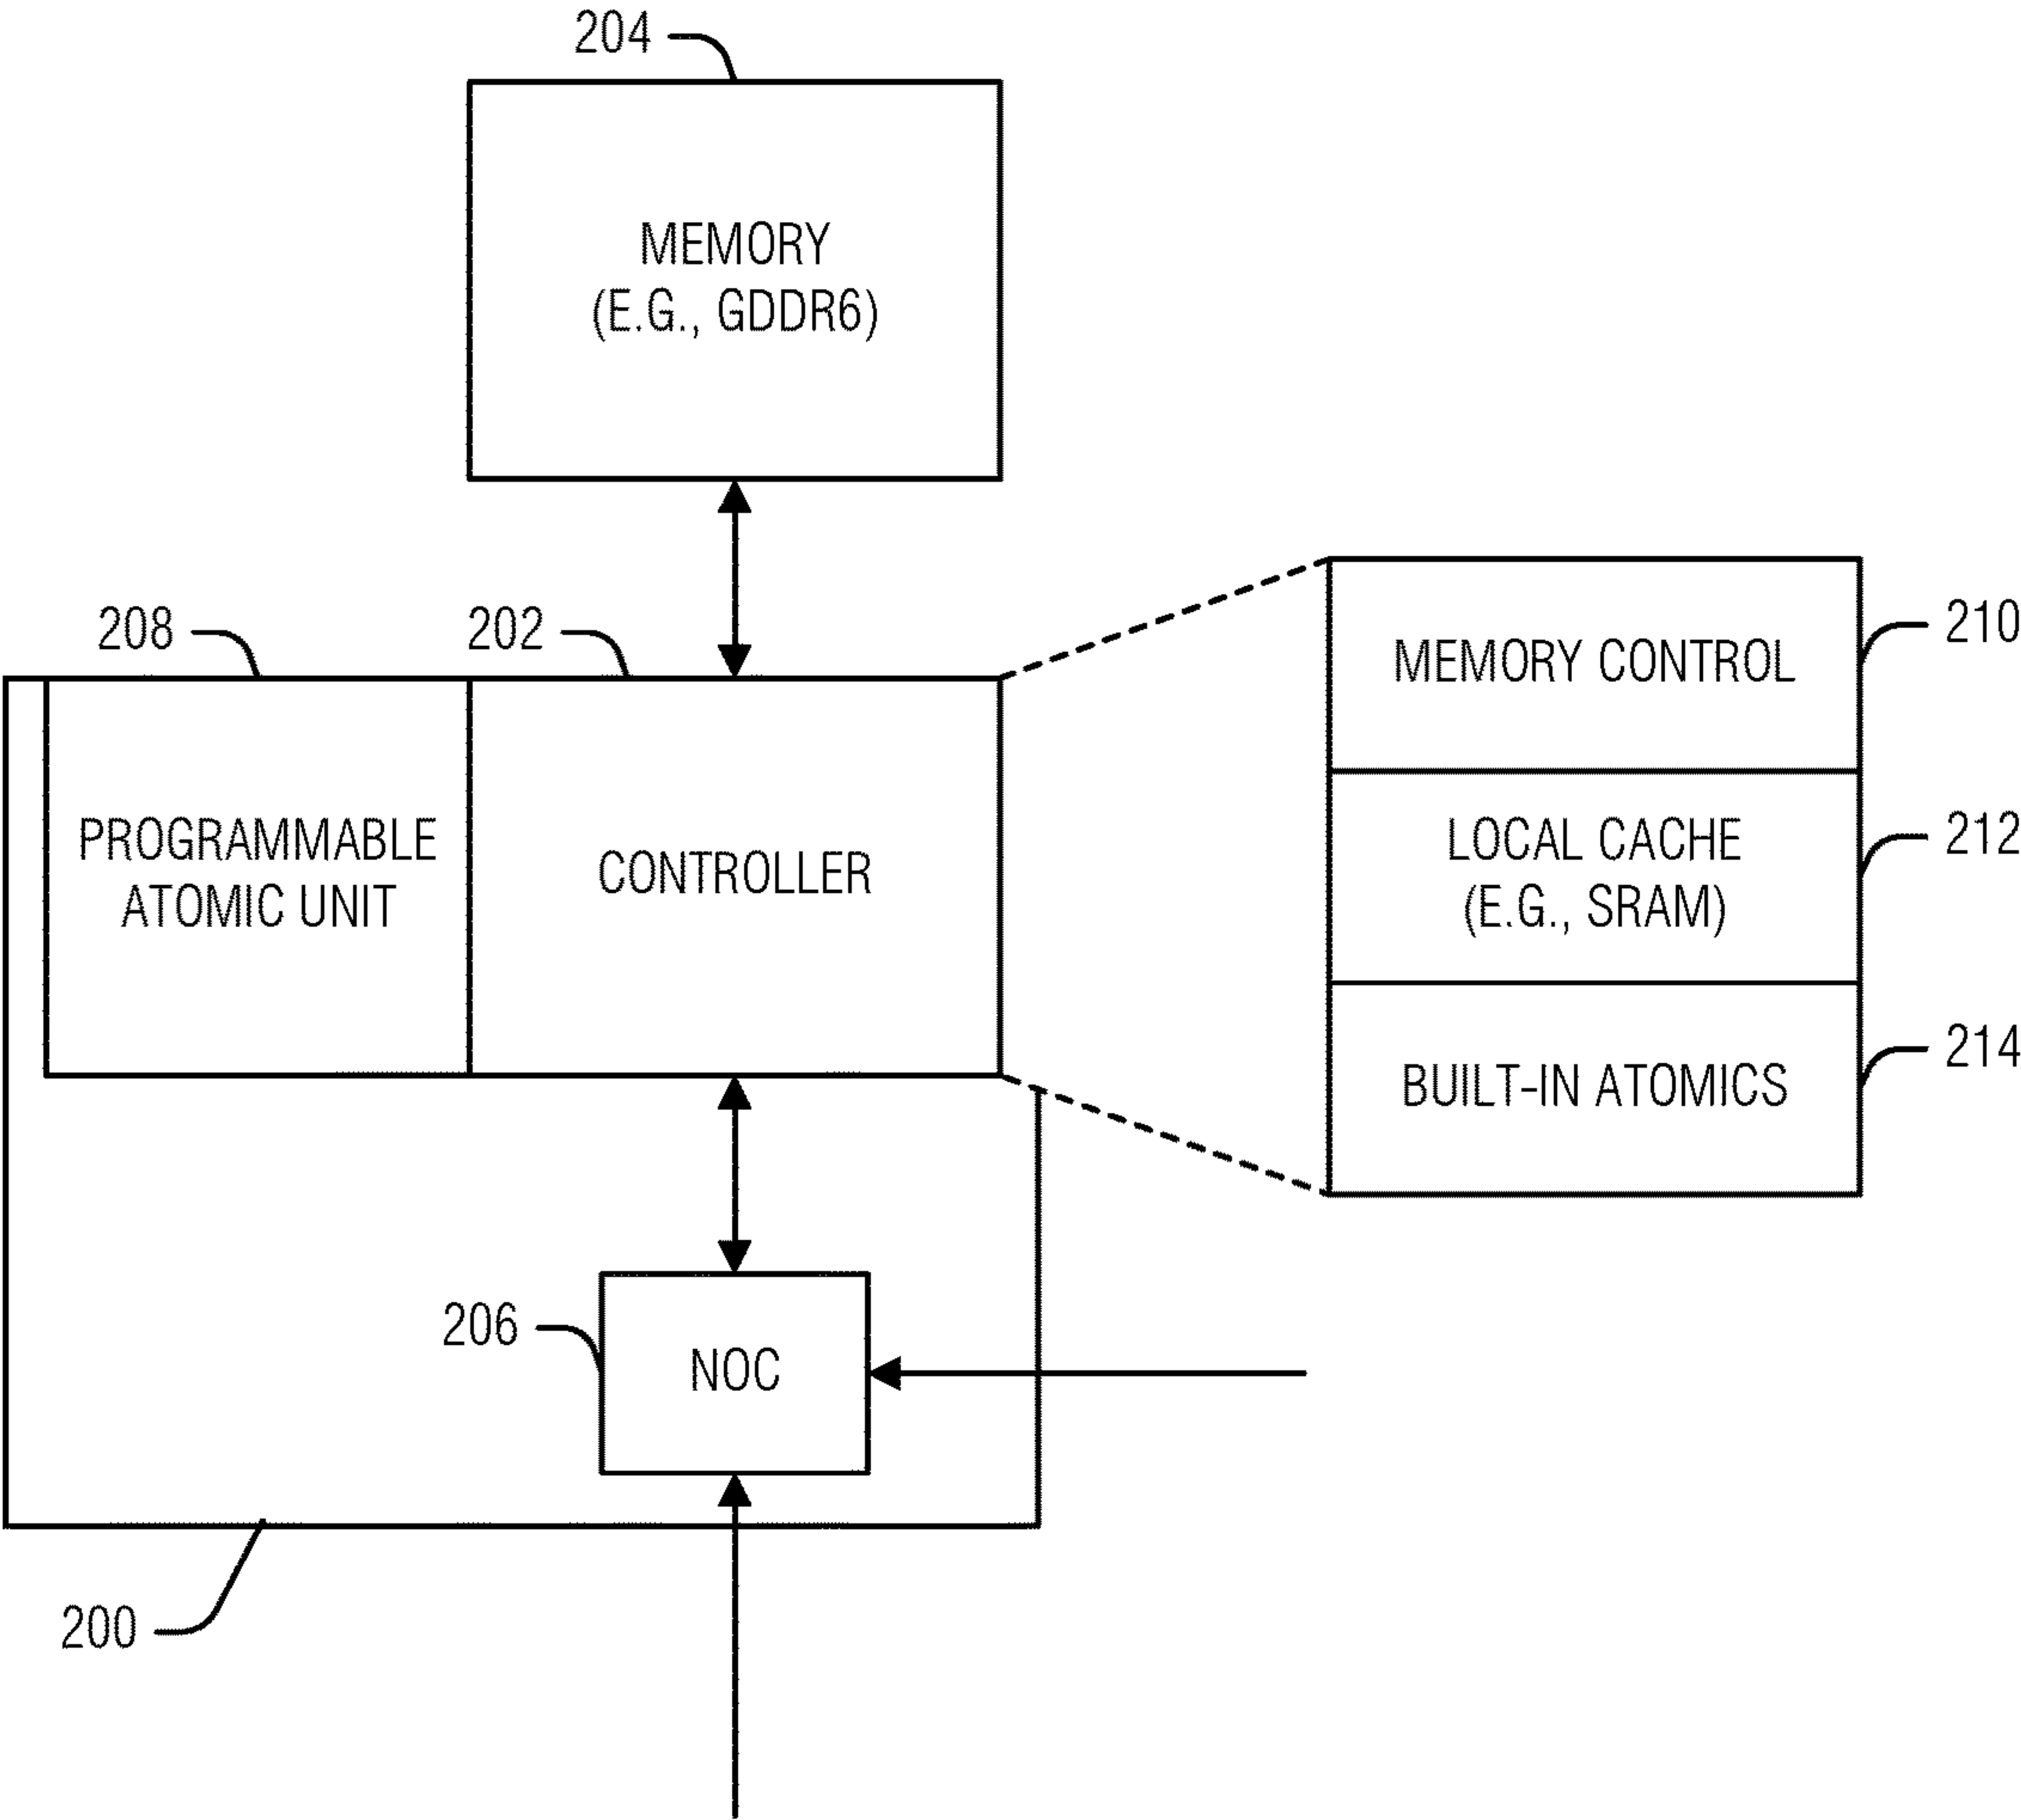 204
MEMORY
(E.G., GDDR6)
208
202
210
MEMORY CONTROL
PROGRAMMABLE
ATOMIC UNIT
CONTROLLER
LOCAL CACHE
(E.G., SRAM)
212
BUILT-IN ATOMICS
214
206
NOC
200